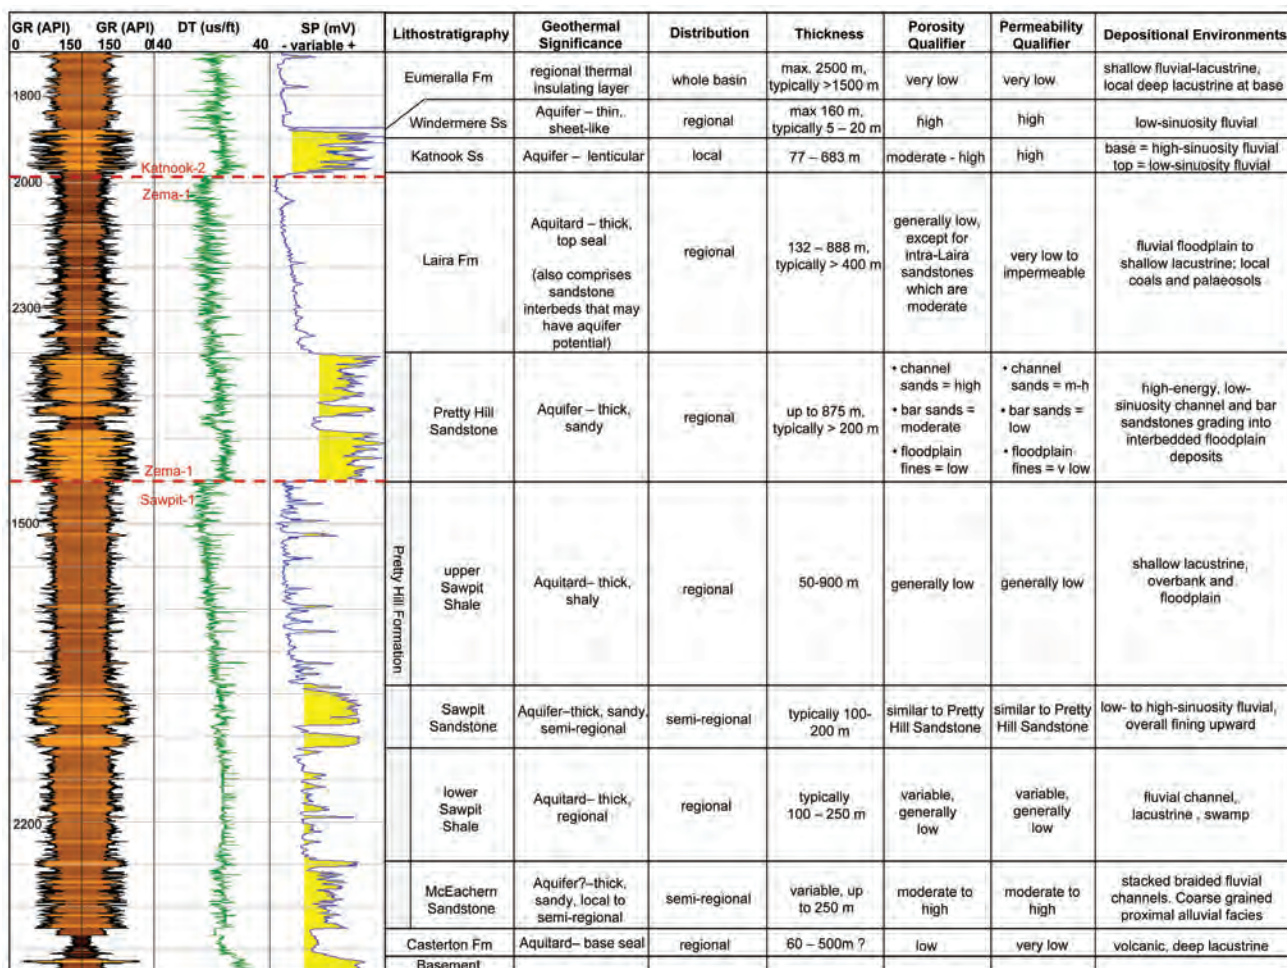 GR (API) GR (API) DT (us/ft) SP (mV)
0 150 150 0 140 40 - variable +
Lithostratigraphy
Geothermal
Significance
Distribution
Thickness
Porosity
Qualifier
Permeability
Qualifier
Depositional Environments
1800
Katnook-2
2000
Zema-1
2300
Zema-1
Sawpit-1
1500
2200
Eumeralla Fm
regional thermal
insulating layer
whole basin
max. 2500 m,
typically >1500 m
very low
very low
shallow fluvial-lacustrine,
local deep lacustrine at base
Windermere Ss
Aquifer – thin,
sheet-like
regional
max 160 m,
typically 5 – 20 m
high
high
low-sinuosity fluvial
Katnook Ss
Aquifer – lenticular
local
77 – 683 m
moderate - high
high
base = high-sinuosity fluvial
top = low-sinuosity fluvial
Laira Fm
Aquitard – thick,
top seal
(also comprises
sandstone
interbeds that may
have aquifer
potential)
regional
132 – 888 m,
typically > 400 m
generally low,
except for
intra-Laira
sandstones
which are
moderate
very low to
impermeable
fluvial floodplain to
shallow lacustrine; local
coals and palaeosols
Pretty Hill Formation
Pretty Hill
Sandstone
Aquifer – thick,
sandy
regional
up to 875 m,
typically > 200 m
• channel
sands = high
• bar sands =
moderate
• floodplain
fines = low
• channel
sands = m-h
• bar sands =
low
• floodplain
fines = v low
high-energy, low-
sinuosity channel and bar
sandstones grading into
interbedded floodplain
deposits
upper
Sawpit
Shale
Aquitard– thick,
shaly
regional
50-900 m
generally low
generally low
shallow lacustrine,
overbank and
floodplain
Sawpit
Sandstone
Aquifer–thick, sandy,
semi-regional
semi-regional
typically 100-
200 m
similar to Pretty
Hill Sandstone
similar to Pretty
Hill Sandstone
low- to high-sinuosity fluvial,
overall fining upward
lower
Sawpit
Shale
Aquitard– thick,
regional
regional
typically
100 – 250 m
variable,
generally
low
variable,
generally
low
fluvial channel,
lacustrine , swamp
McEachern
Sandstone
Aquifer?–thick,
sandy, local to
semi-regional
semi-regional
variable, up
to 250 m
moderate to
high
moderate to
high
stacked braided fluvial
channels. Coarse grained
proximal alluvial facies
Casterton Fm
Aquitard– base seal
regional
60 – 500m ?
low
very low
volcanic, deep lacustrine
Basement